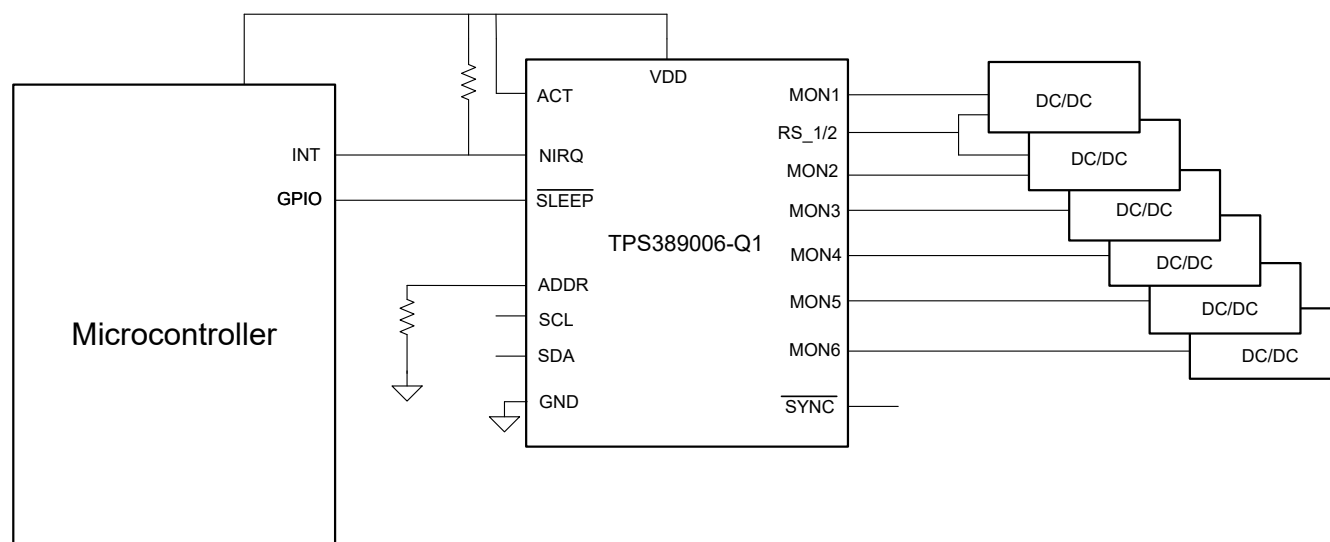 VDD
ACT
MON1
DC/DC
RS_1/2
INT
NIRQ
DC/DC
MON2
GPIO
SLEEP
MON3
DC/DC
TPS389006-Q1
MON4
DC/DC
ADDR
MON5
DC/DC
SCL
Microcontroller
SDA
MON6
DC/DC
GND
SYNC